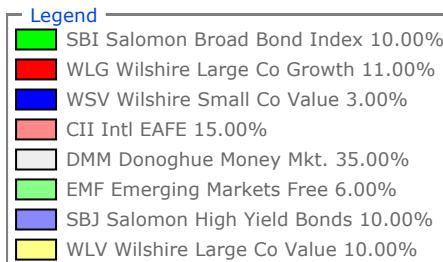 Legend
SBI Salomon Broad Bond Index 10.00%
WLG Wilshire Large Co Growth 11.00%
WSV Wilshire Small Co Value 3.00%
CII Intl EAFE 15.00%
DMM Donoghue Money Mkt. 35.00%
EMF Emerging Markets Free 6.00%
SBJ Salomon High Yield Bonds 10.00%
WLV Wilshire Large Co Value 10.00%